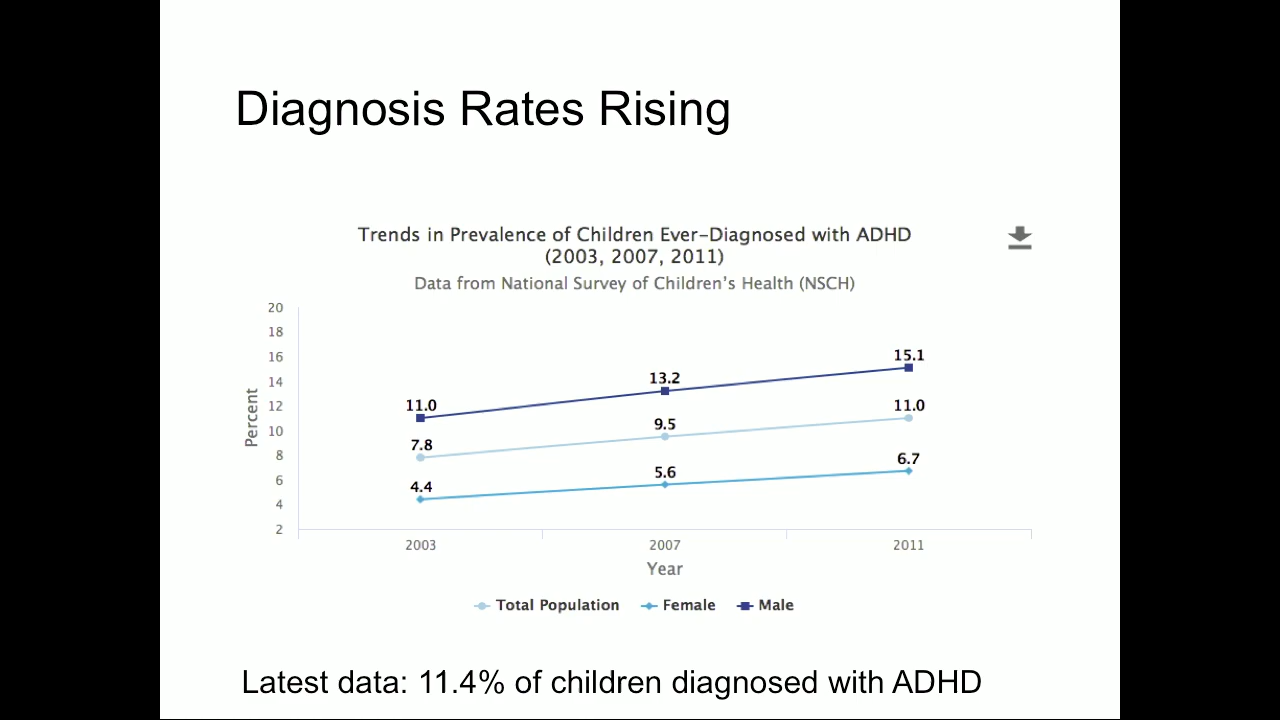 Diagnosis Rates Rising
Trends in Prevalence of Children Ever-Diagnosed with ADHD
(2003, 2007, 2011)
Data from National Survey of Children's Health (NSCH)
20
18
16
14
12
10
8
6
4
2
Percent
11.0
13.2
15.1
7.8
9.5
11.0
4.4
5.6
6.7
2003
2007
2011
Year
Total Population
Female
Male
Latest data: 11.4% of children diagnosed with ADHD